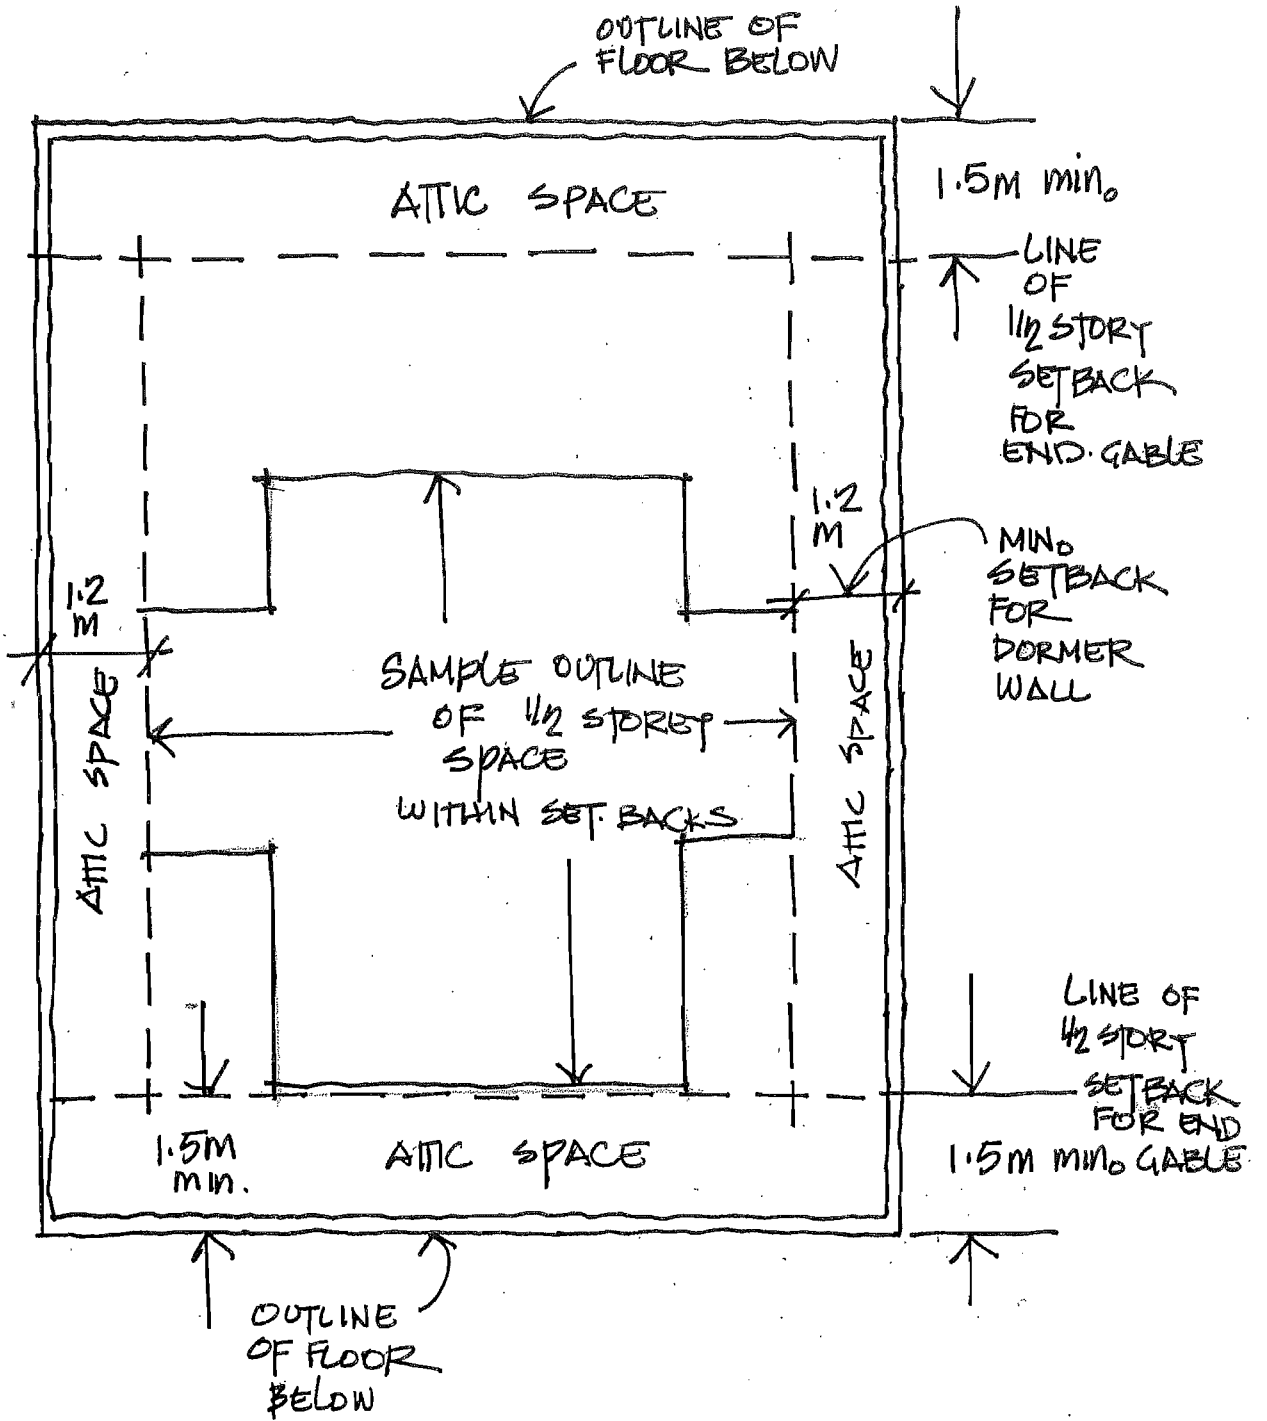 OUTLINE OF
FLOOR BELOW
ATTIC SPACE
1.5M min.
LINE
OF
1/2 STORY
SETBACK
FOR
END. GABLE
1.2
M
MIN.
SETBACK
FOR
DORMER
WALL
1.2
M
SAMPLE OUTLINE
OF 1/2 STOREY
SPACE
WITHIN SET. BACKS
ATTIC SPACE
ATTIC SPACE
LINE OF
1/2 STORY
SETBACK
FOR END
1.5M min. GABLE
1.5M
min.
ATTIC SPACE
OUTLINE
OF FLOOR
BELOW